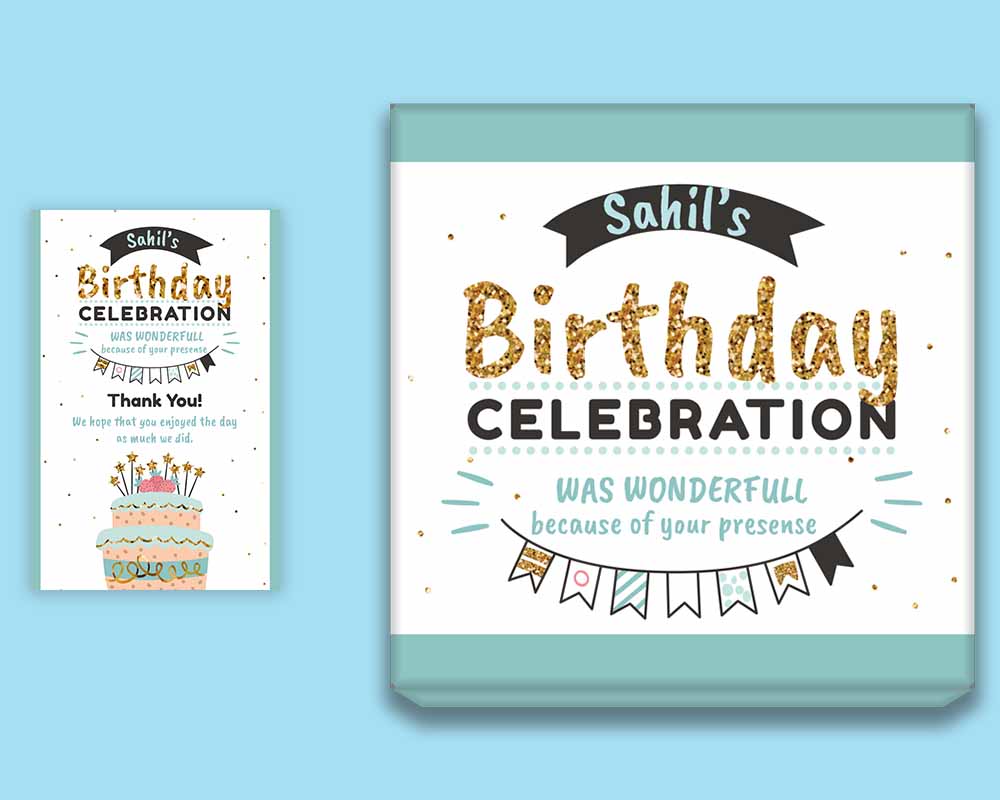 Sahil's
Birthday
CELEBRATION
WAS WONDERFULL
because of your presense
Thank You!
We hope that you enjoyed the day
as much we did.
Sahil's
Birthday
CELEBRATION
WAS WONDERFULL
because of your presense